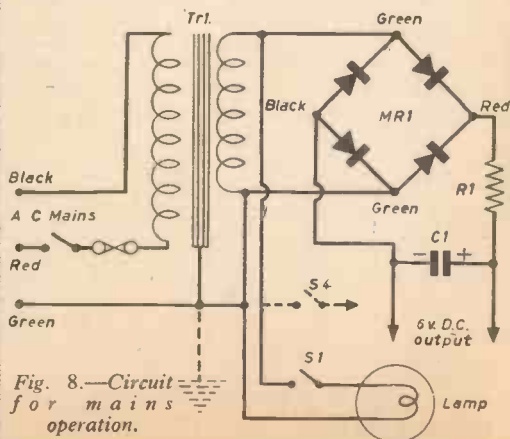 Tr1.
Green
Black
MR1
Red
Green
R1
Black
A C Mains
Red
C1
- +
Green
S4
6v. D.C.
output
S1
Lamp
Fig. 8.—Circuit
for mains
operation.